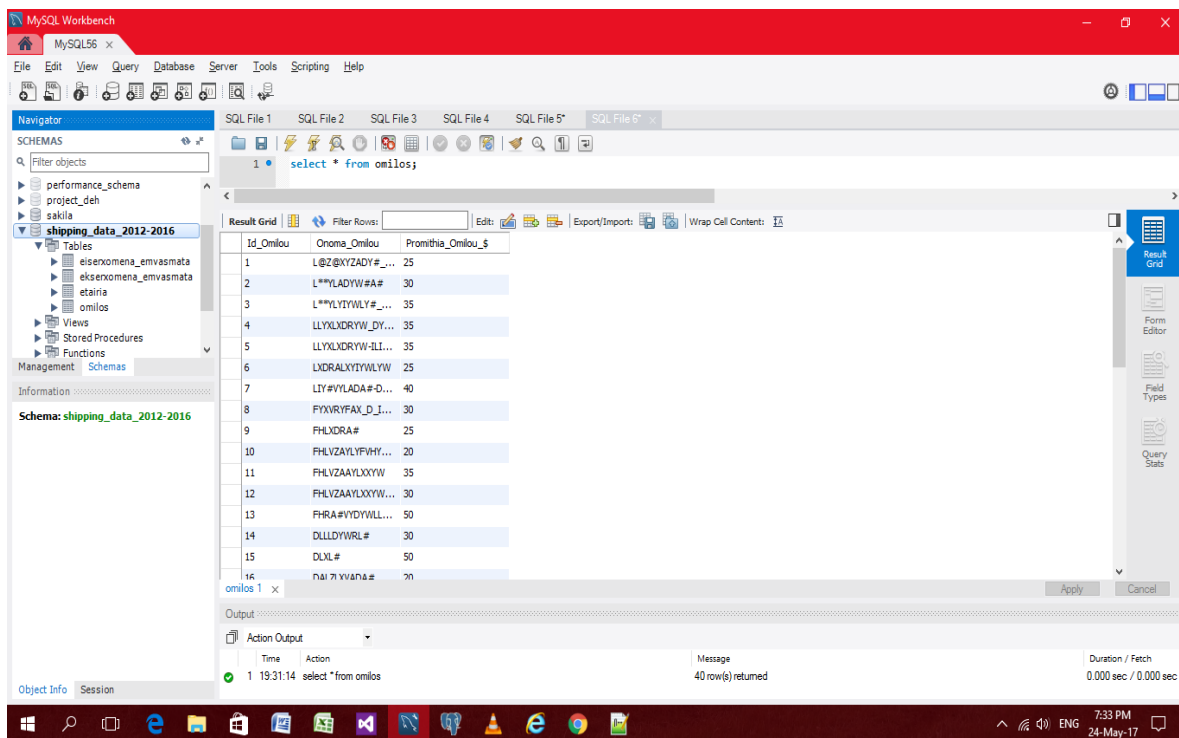 MySQL Workbench
MySQL56
File Edit View Query Database Server Tools Scripting Help
Navigator
SCHEMAS
Filter objects
performance_schema
project_deh
sakila
shipping_data_2012-2016
Tables
eiserxomena_emvasmata
ekserxomena_emvasmata
etairia
omilos
Views
Stored Procedures
Functions
Management Schemas
Information
Schema: shipping_data_2012-2016
Object Info Session
SQL File 1 SQL File 2 SQL File 3 SQL File 4 SQL File 5* SQL File 6*
1 select * from omilos;
Result Grid Filter Rows: Edit: Export/Import: Wrap Cell Content:
Id_Omilou Onoma_Omilou Promithia_Omilou_$
1 L@Z@XYZADY#_... 25
2 L**YLADYW#A# 30
3 L**YLYIYWLY#_... 35
4 LLYXLXDRYW_DY... 35
5 LLYXLXDRYW-ILI... 35
6 LXDRALXYIYWLYW 25
7 LIY#VYLADA#-D... 40
8 FYXVRYFAX_D_I... 30
9 FHLXDRA# 25
10 FHLVZAYLYFVHY... 20
11 FHLVZAAYLXXYW 35
12 FHLVZAAYLXXYW... 30
13 FHRA#VYDYWLL... 50
14 DLLLDYWRL# 30
15 DLXL# 50
16 DALZLXVADA# 20
Result Grid
Form Editor
Field Types
Query Stats
omilos 1 Apply Cancel
Output
Action Output
Time Action Message Duration / Fetch
1 19:31:14 select * from omilos 40 row(s) returned 0.000 sec / 0.000 sec
ENG 7:33 PM
24-May-17